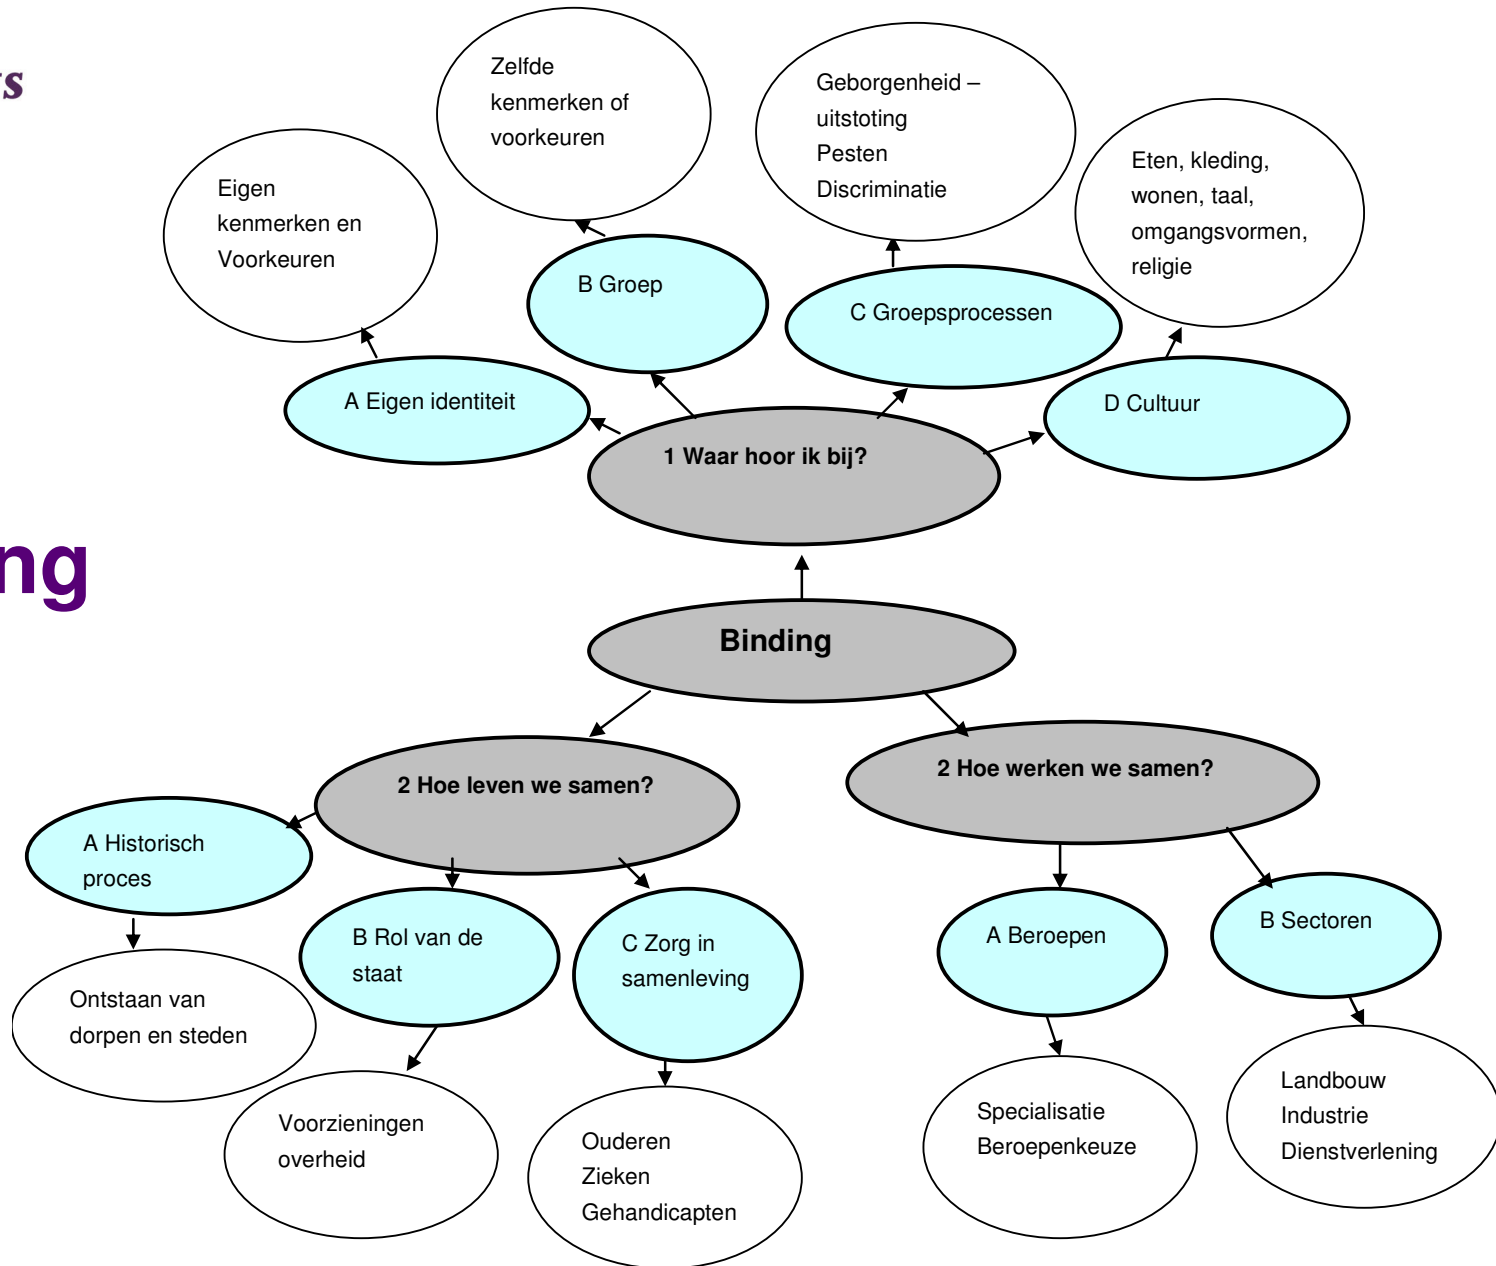 Zelfde
kenmerken of
voorkeuren
Geborgenheid –
uitstoting
Pesten
Discriminatie
Eten, kleding,
wonen, taal,
omgangsvormen,
religie
Eigen
kenmerken en
Voorkeuren
B Groep
C Groepsprocessen
A Eigen identiteit
D Cultuur
1 Waar hoor ik bij?
ng
Binding
2 Hoe leven we samen?
2 Hoe werken we samen?
A Historisch
proces
B Rol van de
staat
C Zorg in
samenleving
A Beroepen
B Sectoren
Ontstaan van
dorpen en steden
Voorzieningen
overheid
Ouderen
Zieken
Gehandicapten
Specialisatie
Beroepenkeuze
Landbouw
Industrie
Dienstverlening